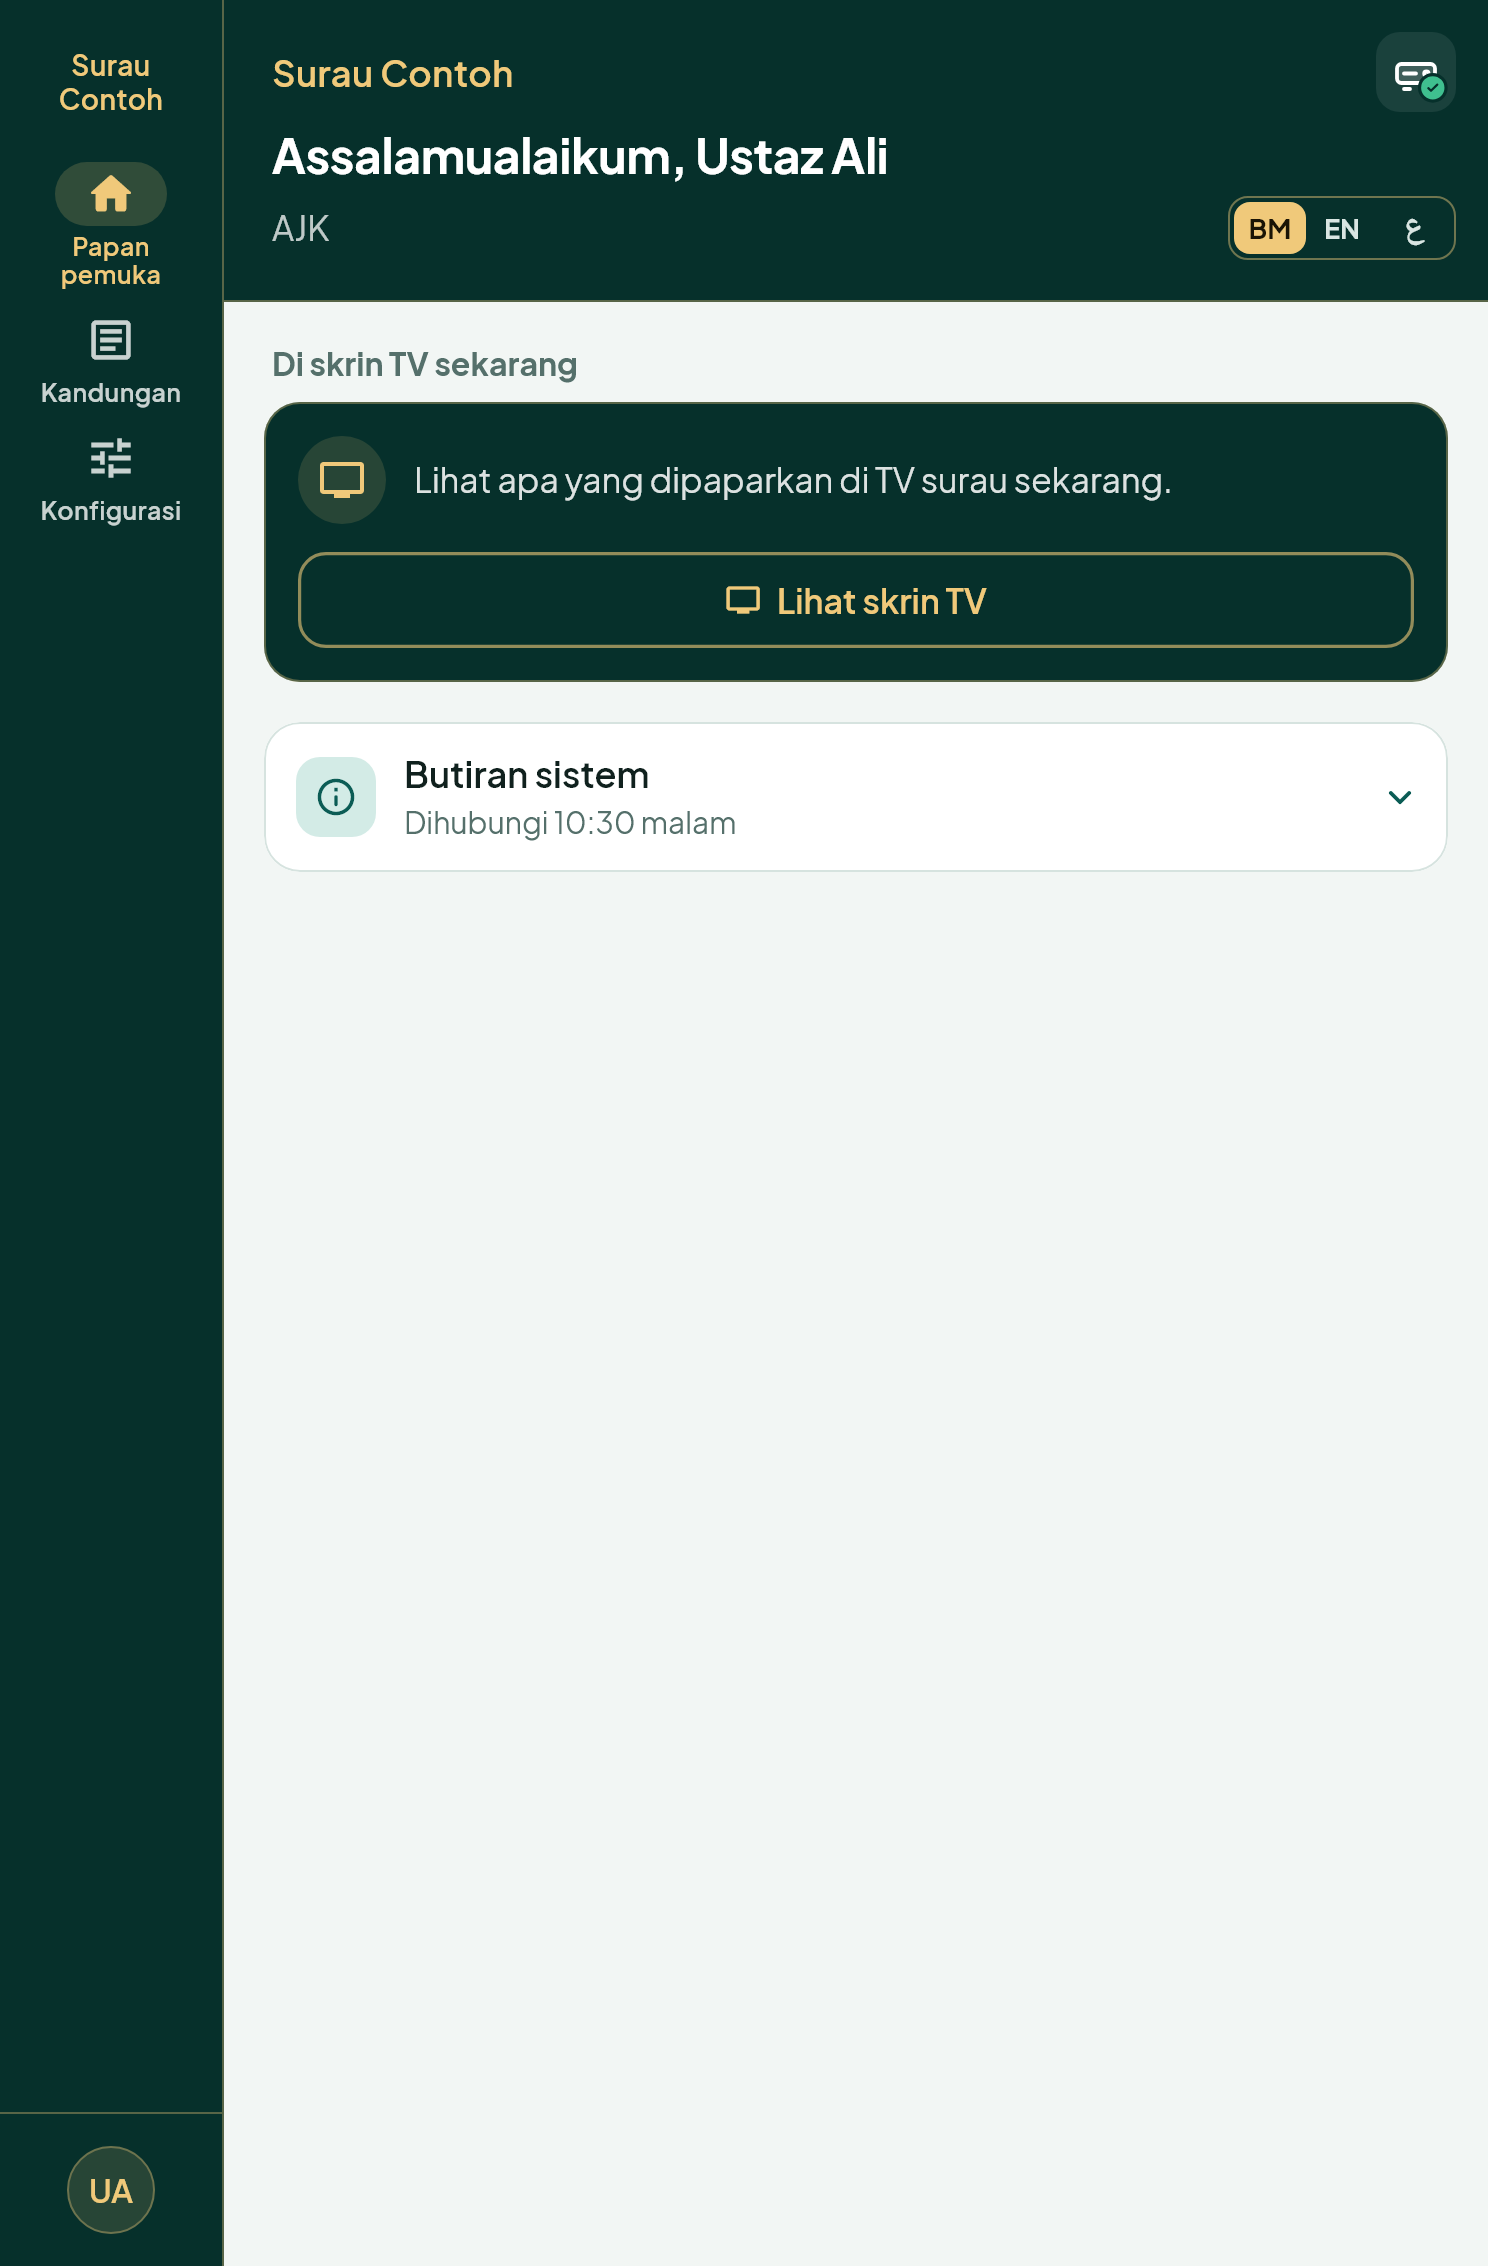 Surau
Contoh
Papan
pemuka
Kandungan
Konfigurasi
UA
Surau Contoh
Assalamualaikum, Ustaz Ali
AJK
BM EN ع
Di skrin TV sekarang
Lihat apa yang dipaparkan di TV surau sekarang.
Lihat skrin TV
Butiran sistem
Dihubungi 10:30 malam